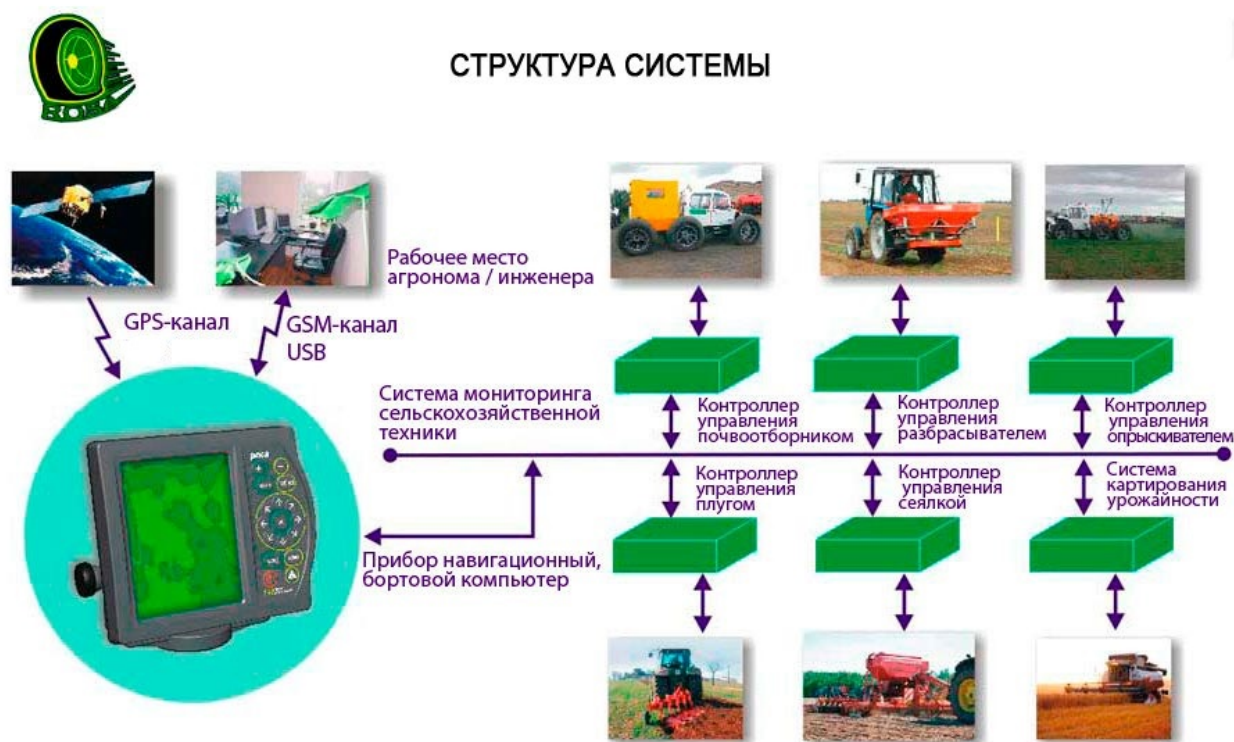 СТРУКТУРА СИСТЕМЫ
Рабочее место
агронома / инженера
GPS-канал
GSM-канал
USB
Система мониторинга
сельскохозяйственной
техники
Контроллер
управления
почвоотборником
Контроллер
управления
разбрасывателем
Контроллер
управления
опрыскивателем
Контроллер
управления
плугом
Контроллер
управления
сеялкой
Система
картирования
урожайности
Прибор навигационный,
бортовой компьютер
роса